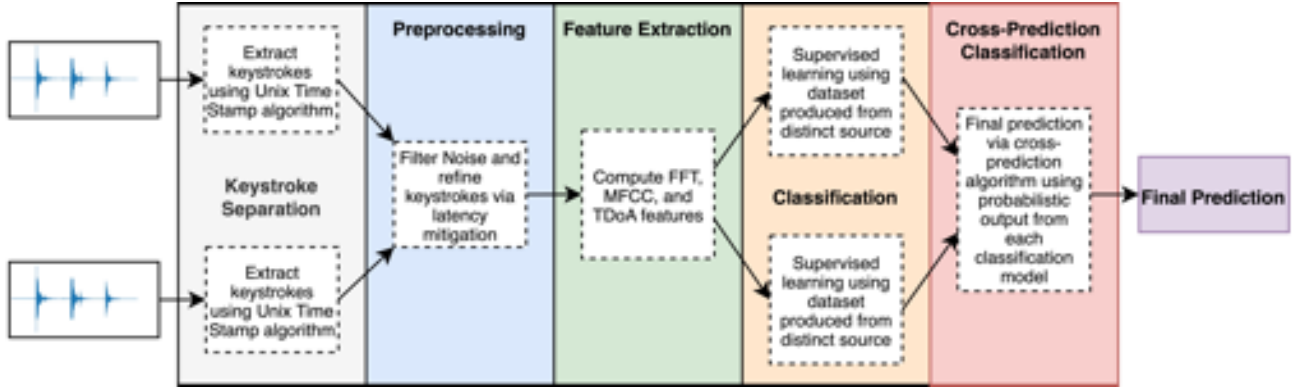 Extract
keystrokes
using Unix Time
Stamp algorithm
Keystroke
Separation
Extract
keystrokes
using Unix Time
Stamp algorithm
Preprocessing
Filter Noise and
refine
keystrokes via
latency
mitigation
Feature Extraction
Compute FFT,
MFCC, and
TDoA features
Supervised
learning using
dataset
produced from
distinct source
Classification
Supervised
learning using
dataset
produced from
distinct source
Cross-Prediction
Classification
Final prediction
via cross-
prediction
algorithm using
probabilistic
output from
each
classification
model
Final Prediction